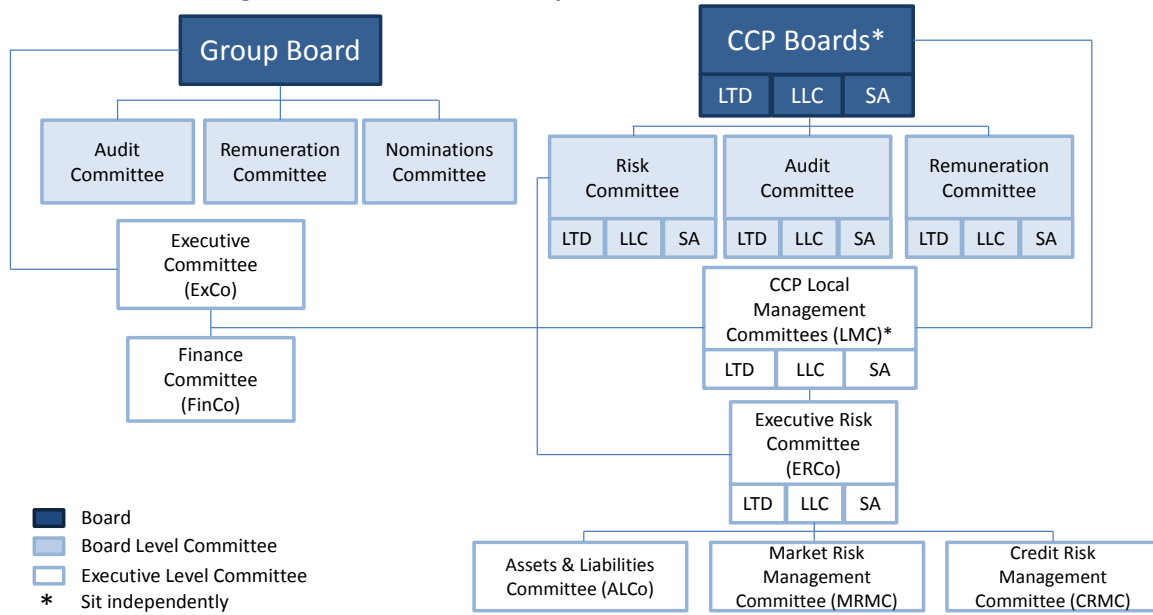 Group Board
CCP Boards*
LTD LLC SA
Audit
Committee
Remuneration
Committee
Nominations
Committee
Risk
Committee
LTD LLC SA
Audit
Committee
LTD LLC SA
Remuneration
Committee
LTD LLC SA
Executive
Committee
(ExCo)
Finance
Committee
(FinCo)
CCP Local
Management
Committees (LMC)*
LTD LLC SA
Executive Risk
Committee
(ERCo)
LTD LLC SA
Assets & Liabilities
Committee (ALCo)
Market Risk
Management
Committee (MRMC)
Credit Risk
Management
Committee (CRMC)
Board
Board Level Committee
Executive Level Committee
* Sit independently